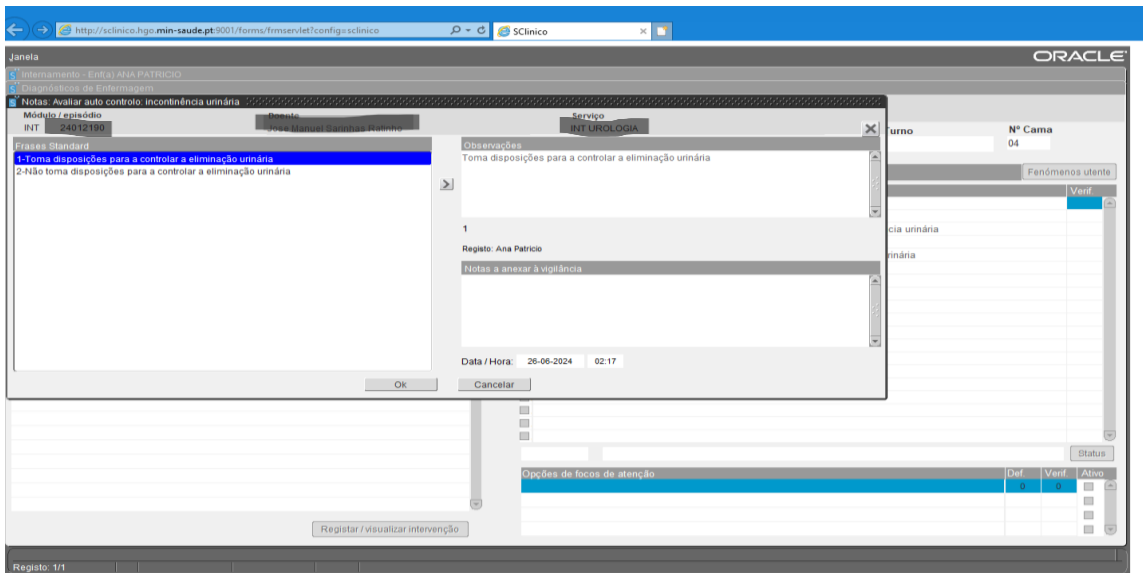 http://sclinico.hgo.min-saude.pt:9001/forms/frmservlet?config=sclinico
SClinico
Janela
ORACLE
Internamento - Enf(a) ANA PATRICIO
Diagnósticos de Enfermagem
Notas: Avaliar auto controlo: incontinência urinária
Módulo / episódio Doente Serviço
INT 24012190 INT UROLOGIA
Turno Nº Cama
04
Frases Standard
1-Toma disposições para a controlar a eliminação urinária
2-Não toma disposições para a controlar a eliminação urinária
Observações
Toma disposições para a controlar a eliminação urinária
1
Registo: Ana Patricio
Notas a anexar à vigilância
Data / Hora: 26-06-2024 02:17
Ok Cancelar
Fenómenos utente
Verif
cia urinária
rinária
Status
Opções de focos de atenção Def. Verif. Ativo
0 0
Registar / visualizar intervenção
Registo: 1/1